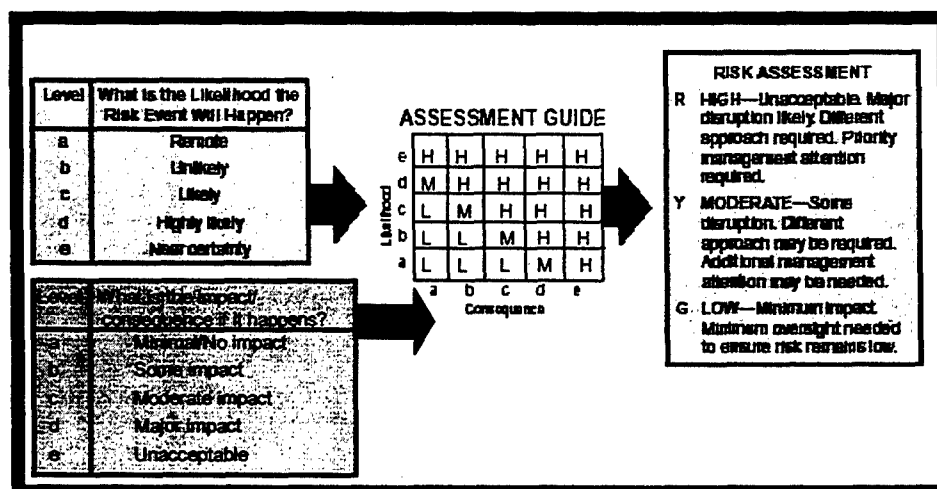 Level What Is the Likelihood the
Risk Event Will Happen?
a Remote
b Unlikely
c Likely
d Highly likely
e Near certainty
Level What is the impact/
consequence if it happens?
a Minimal/No impact
b Some impact
c Moderate impact
d Major impact
e Unacceptable
ASSESSMENT GUIDE
Likelihood
e H H H H H
d M H H H H
c L M H H H
b L L M H H
a L L L M H
a b c d e
Consequence
RISK ASSESSMENT
R HIGH—Unacceptable. Major
disruption likely. Different
approach required. Priority
management attention
required.
Y MODERATE—Some
disruption. Different
approach may be required.
Additional management
attention may be needed.
G LOW—Minimum impact.
Minimum oversight needed
to ensure risk remains low.